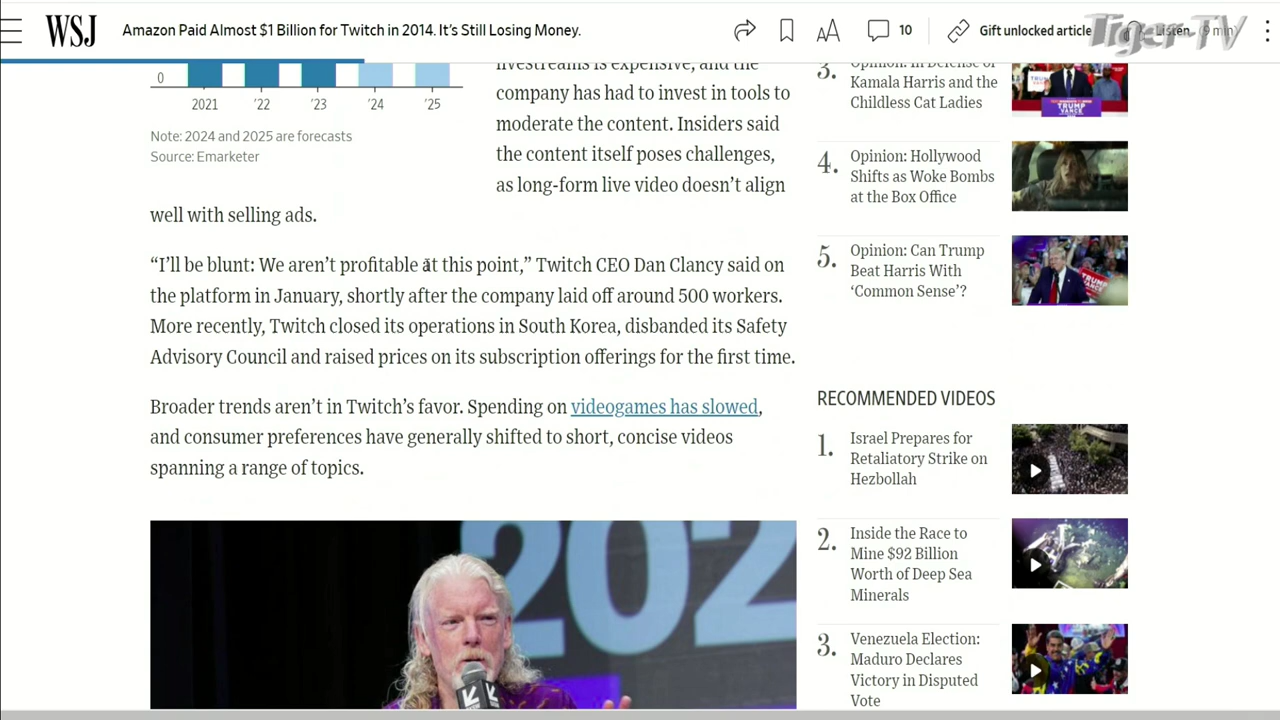 WSJ
Amazon Paid Almost $1 Billion for Twitch in 2014. It's Still Losing Money.
10
Gift unlocked article
Listen
(9 min)
Tiger-TV
0
2021
'22
'23
'24
'25
Note: 2024 and 2025 are forecasts
Source: Emarketer
livestreams is expensive, and the
company has had to invest in tools to
moderate the content. Insiders said
the content itself poses challenges,
as long-form live video doesn't align
well with selling ads.
“I'll be blunt: We aren't profitable at this point,” Twitch CEO Dan Clancy said on
the platform in January, shortly after the company laid off around 500 workers.
More recently, Twitch closed its operations in South Korea, disbanded its Safety
Advisory Council and raised prices on its subscription offerings for the first time.
Broader trends aren't in Twitch's favor. Spending on videogames has slowed,
and consumer preferences have generally shifted to short, concise videos
spanning a range of topics.
202
3.
Opinion: In Defense of
Kamala Harris and the
Childless Cat Ladies
TRUMP
VANCE
4.
Opinion: Hollywood
Shifts as Woke Bombs
at the Box Office
5.
Opinion: Can Trump
Beat Harris With
‘Common Sense’?
RECOMMENDED VIDEOS
1.
Israel Prepares for
Retaliatory Strike on
Hezbollah
2.
Inside the Race to
Mine $92 Billion
Worth of Deep Sea
Minerals
3.
Venezuela Election:
Maduro Declares
Victory in Disputed
Vote